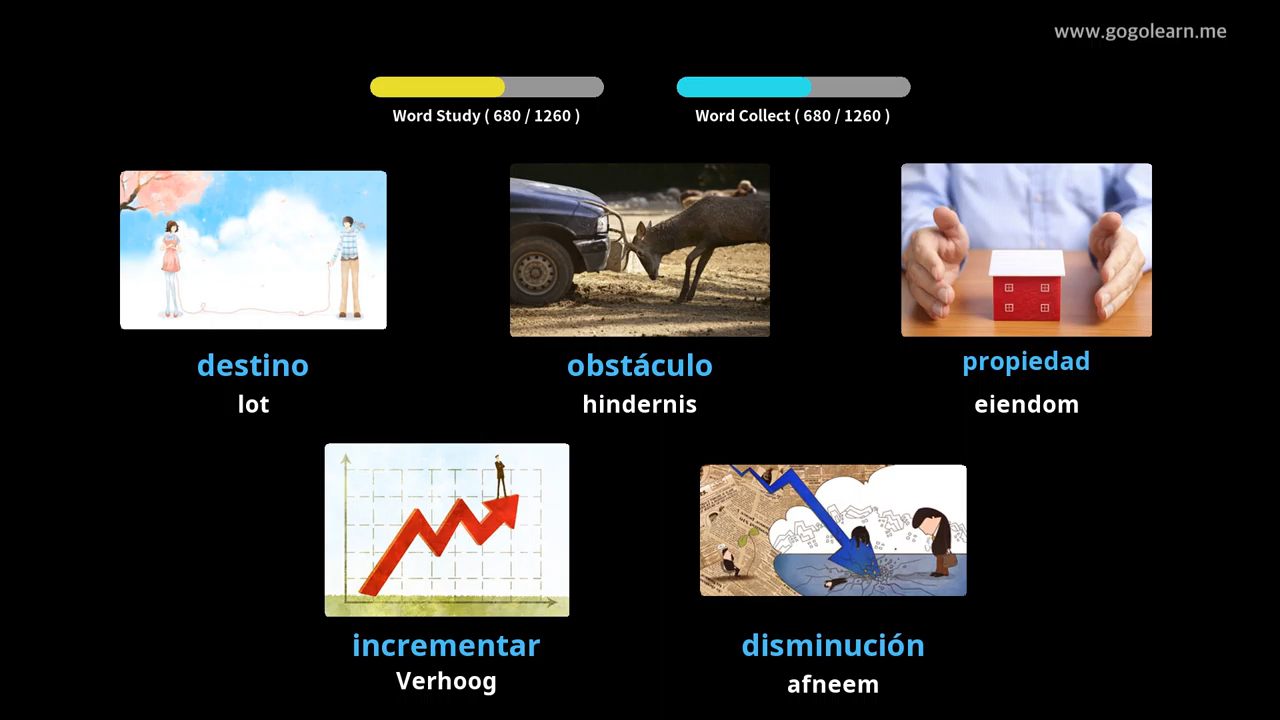 www.gogolearn.me
Word Study ( 680 / 1260 )
Word Collect ( 680 / 1260 )
destino
lot
obstáculo
hindernis
propiedad
eiendom
incrementar
Verhoog
disminución
afneem